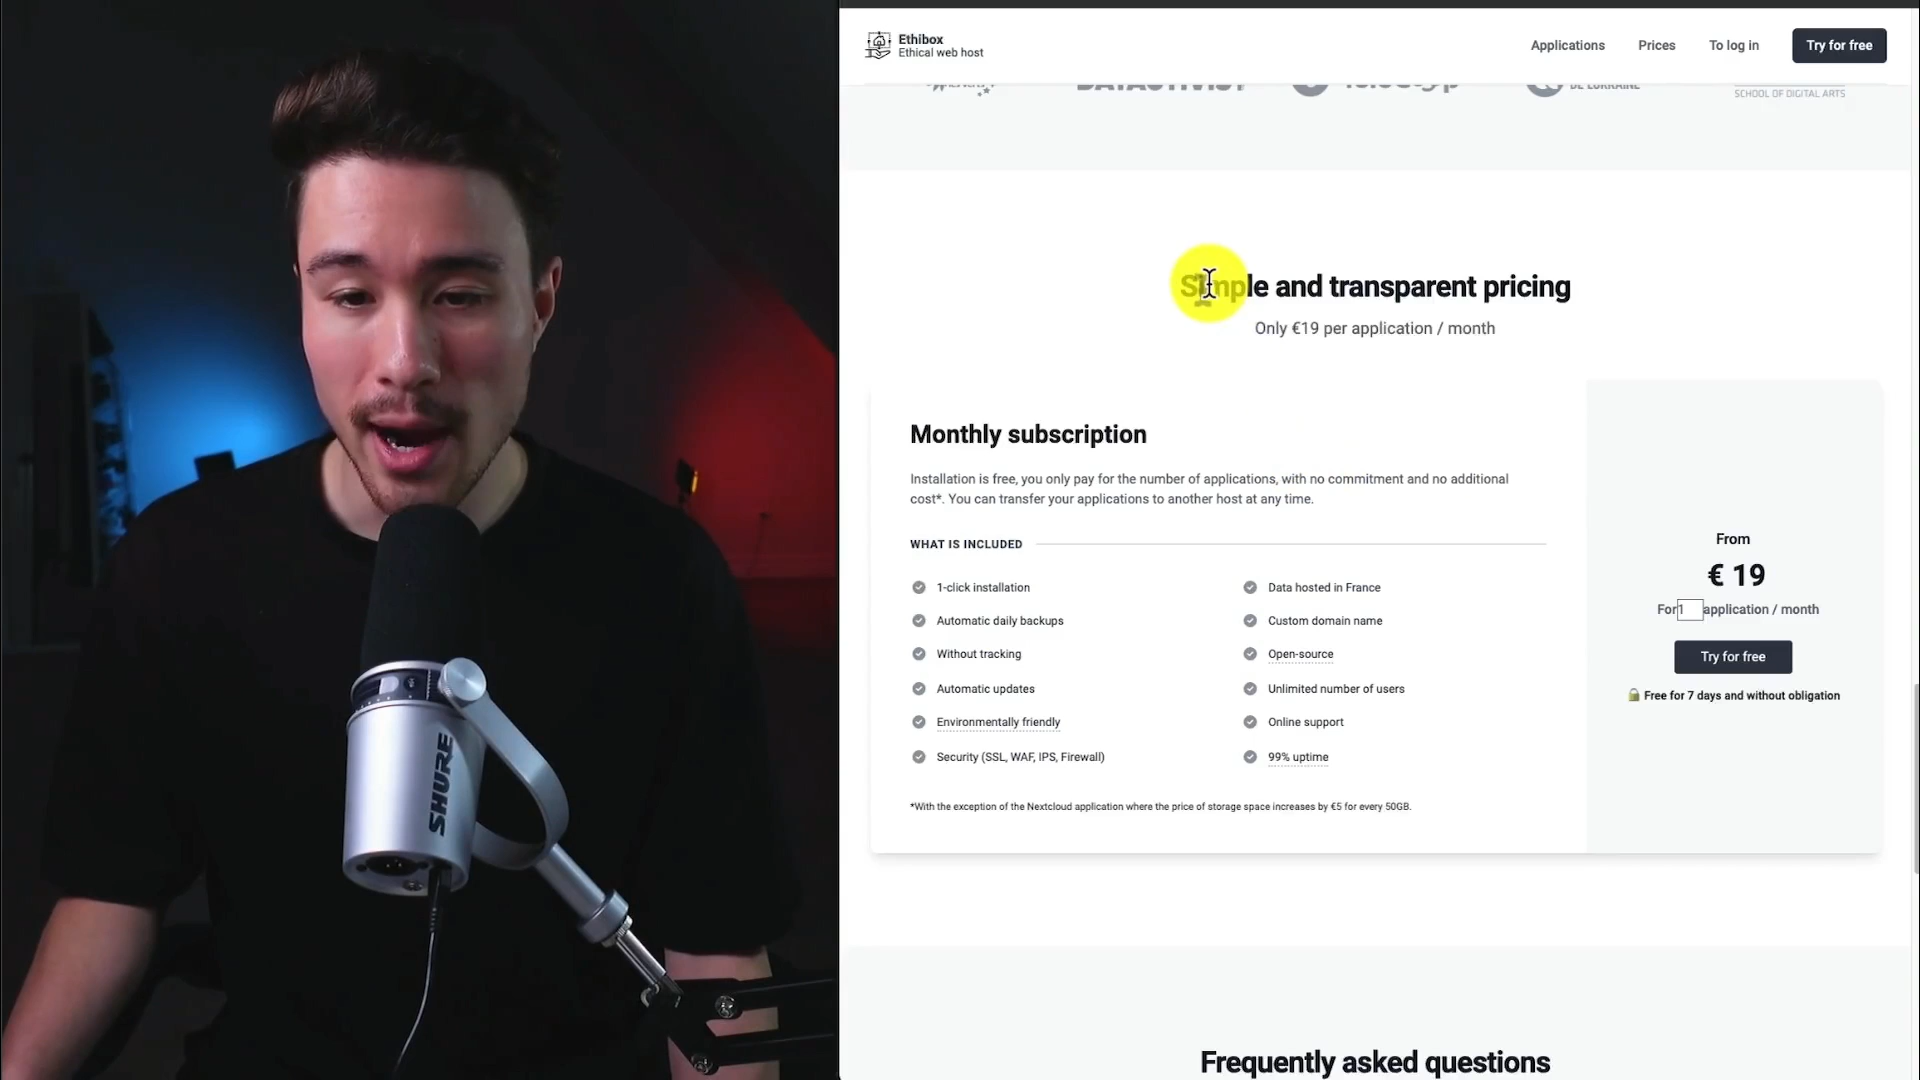 Ethibox
Ethical web host
Applications
Prices
To log in
Try for free
DE LORRAINE
SCHOOL OF DIGITAL ARTS
Simple and transparent pricing
Only €19 per application / month
Monthly subscription
Installation is free, you only pay for the number of applications, with no commitment and no additional
cost*. You can transfer your applications to another host at any time.
WHAT IS INCLUDED
1-click installation
Automatic daily backups
Without tracking
Automatic updates
Environmentally friendly
Security (SSL, WAF, IPS, Firewall)
Data hosted in France
Custom domain name
Open-source
Unlimited number of users
Online support
99% uptime
*With the exception of the Nextcloud application where the price of storage space increases by €5 for every 50GB.
From
€ 19
For 1 application / month
Try for free
Free for 7 days and without obligation
Frequently asked questions
SHURE